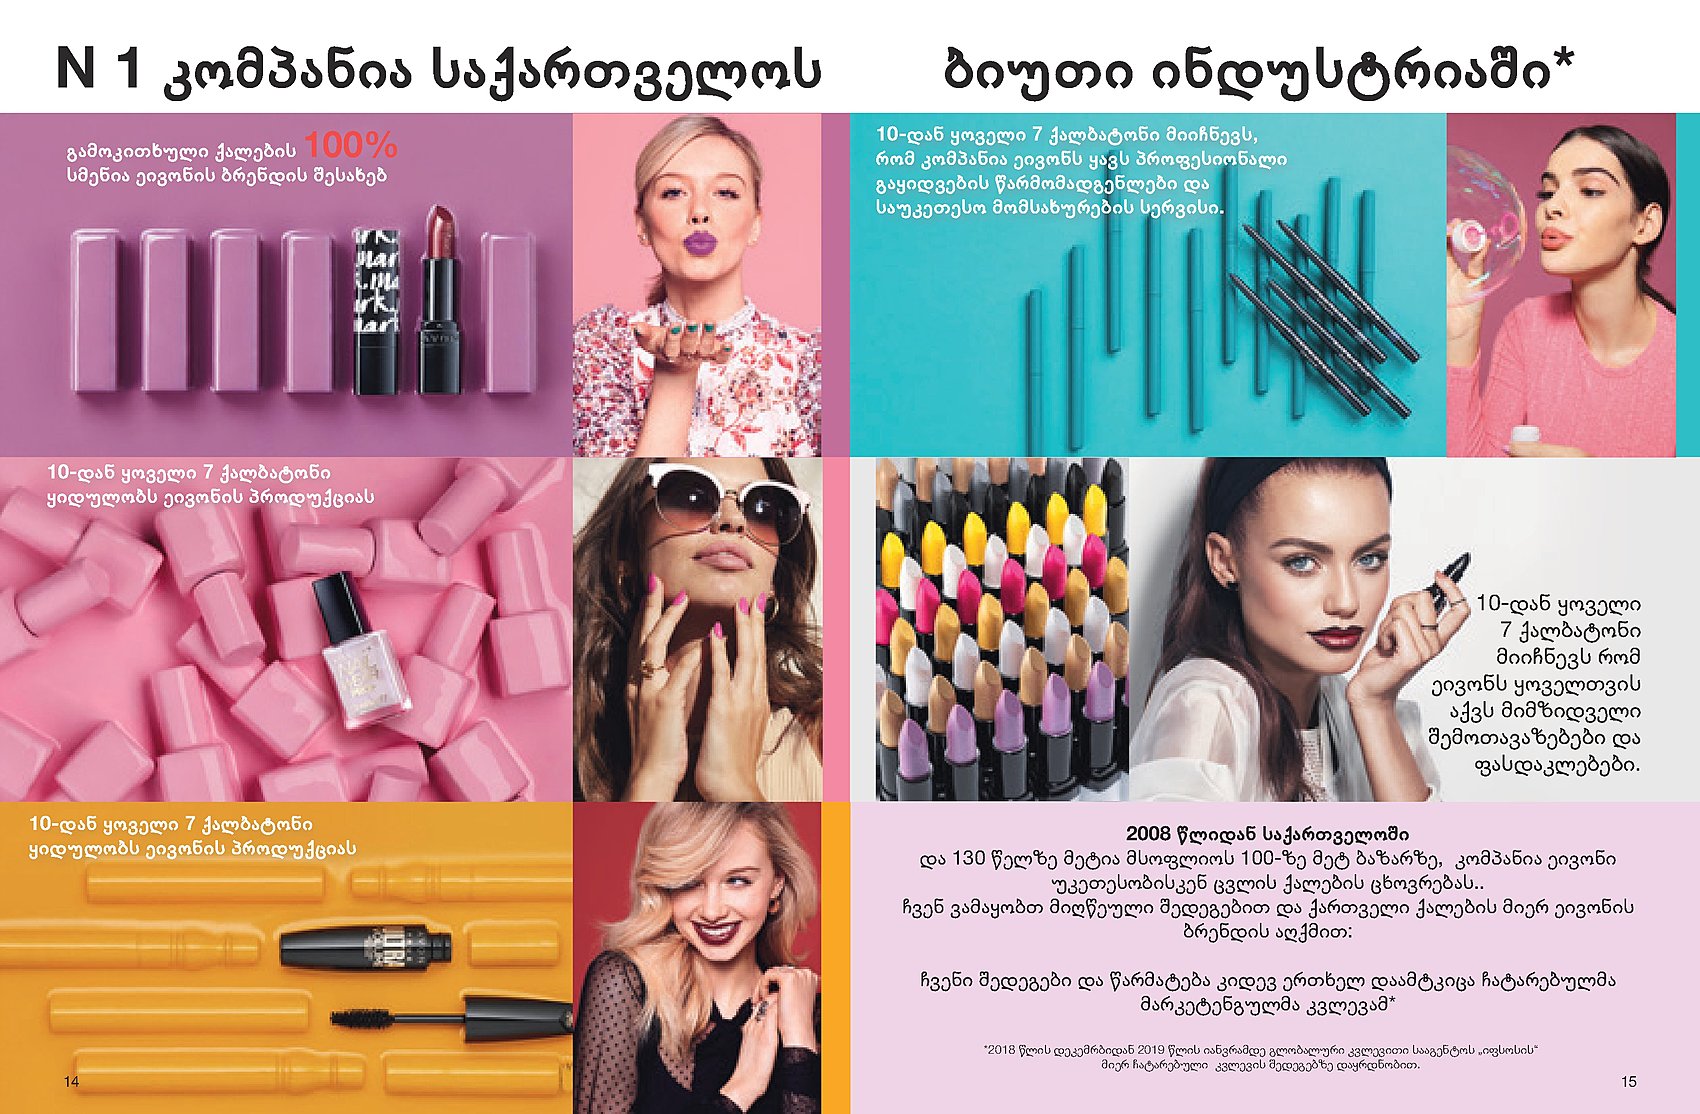 N 1 კომპანია საქართველოს ბიუთი ინდუსტრიაში*
გამოკითხული ქალების 100%
სმენია ეივონის ბრენდის შესახებ
10-დან ყოველი 7 ქალბატონი
ყიდულობს ეივონის პროდუქციას
10-დან ყოველი 7 ქალბატონი
ყიდულობს ეივონის პროდუქციას
14
10-დან ყოველი 7 ქალბატონი მიიჩნევს,
რომ კომპანია ეივონს ყავს პროფესიონალი
გაყიდვების წარმომადგენლები და
საუკეთესო მომსახურების სერვისი.
10-დან ყოველი
7 ქალბატონი
მიიჩნევს რომ
ეივონს ყოველთვის
აქვს მიმზიდველი
შემოთავაზებები და
ფასდაკლებები.
2008 წლიდან საქართველოში
და 130 წელზე მეტია მსოფლიოს 100-ზე მეტ ბაზარზე, კომპანია ეივონი
უკეთესობისკენ ცვლის ქალების ცხოვრებას..
ჩვენ ვამაყობთ მიღწეული შედეგებით და ქართველი ქალების მიერ ეივონის
ბრენდის აღქმით:
ჩვენი შედეგები და წარმატება კიდევ ერთხელ დაამტკიცა ჩატარებულმა
მარკეტენგულმა კვლევამ*
*2018 წლის დეკემრბიდან 2019 წლის იანვრამდე გლობალური კვლევითი სააგენტოს „იფსოსის“
მიერ ჩატარებული კვლევის შედეგებზე დაყრდნობით.
15